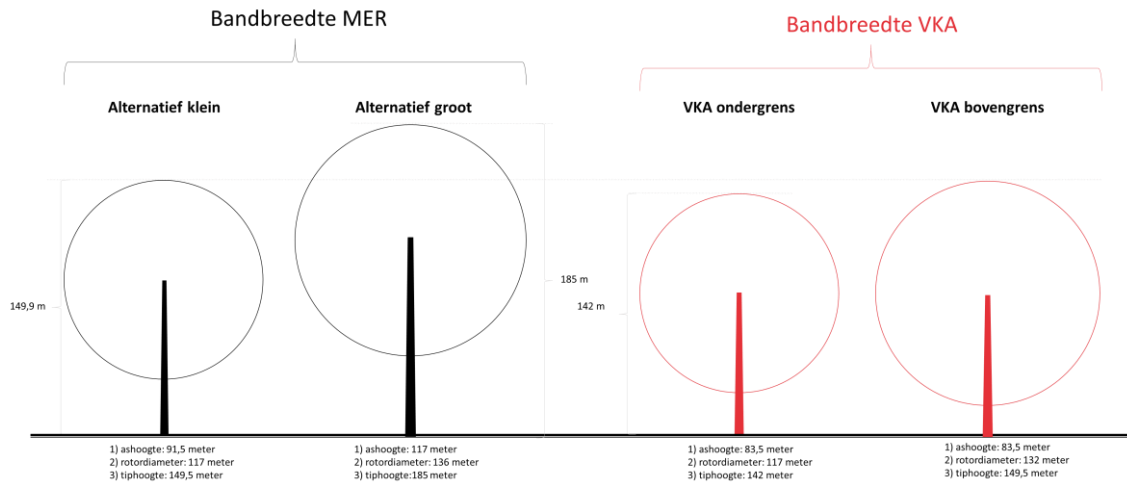 Bandbreedte MER
Bandbreedte VKA
Alternatief klein
Alternatief groot
VKA ondergrens
VKA bovengrens
149,9 m
185 m
142 m
1) ashoogte: 91,5 meter
2) rotordiameter: 117 meter
3) tiphoogte: 149,5 meter
1) ashoogte: 117 meter
2) rotordiameter: 136 meter
3) tiphoogte:185 meter
1) ashoogte: 83,5 meter
2) rotordiameter: 117 meter
3) tiphoogte: 142 meter
1) ashoogte: 83,5 meter
2) rotordiameter: 132 meter
3) tiphoogte: 149,5 meter